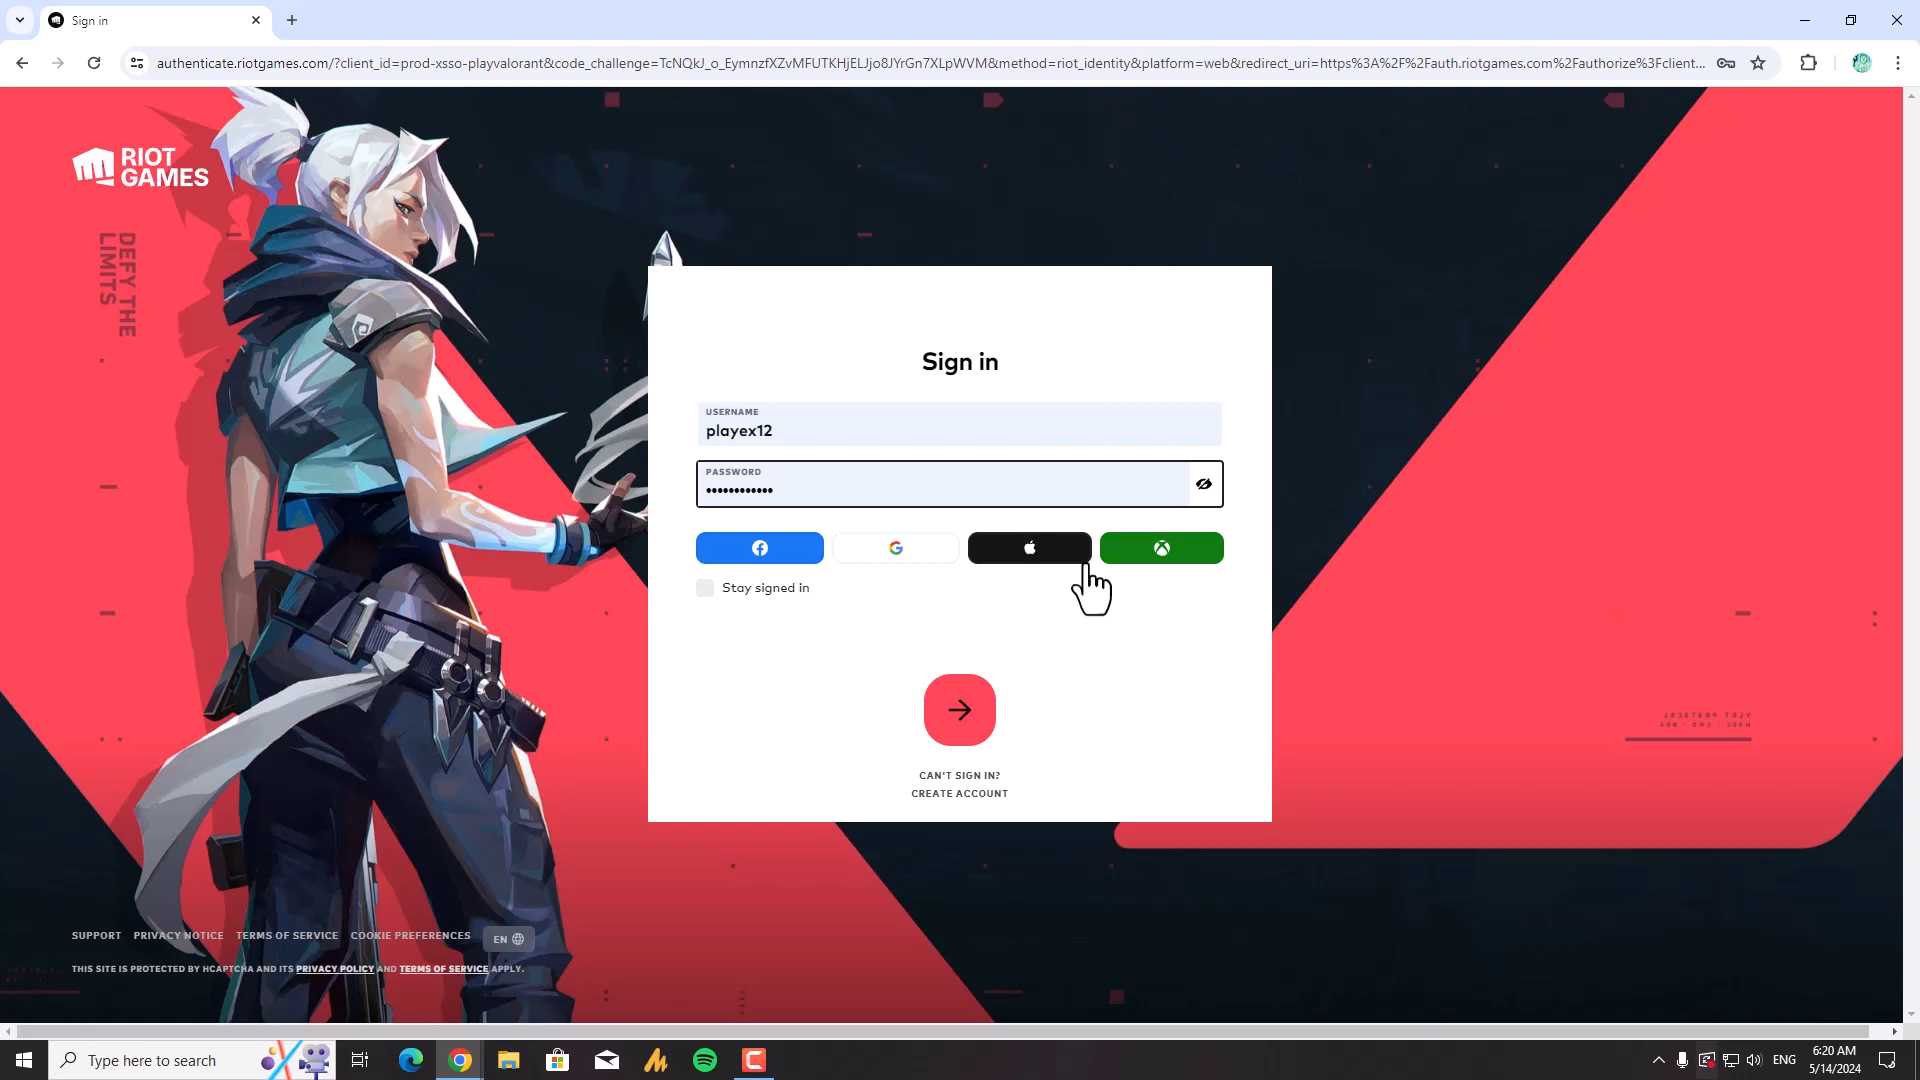 Sign in
authenticate.riotgames.com/?client_id=prod-xsso-playvalorant&code_challenge=TcNQkJ_o_EymnzfXZvMFUTKHjELJjo8JYrGn7XLpWVM&method=riot_identity&platform=web&redirect_uri=https%3A%2F%2Fauth.riotgames.com%2Fauthorize%3Fclient...
RIOT
GAMES
DEFY THE
LIMITS
Sign in
USERNAME
playex12
PASSWORD
••••••••••••
Stay signed in
CAN'T SIGN IN?
CREATE ACCOUNT
SUPPORT PRIVACY NOTICE TERMS OF SERVICE COOKIE PREFERENCES EN
THIS SITE IS PROTECTED BY HCAPTCHA AND ITS PRIVACY POLICY AND TERMS OF SERVICE APPLY.
Type here to search
ENG
6:20 AM
5/14/2024